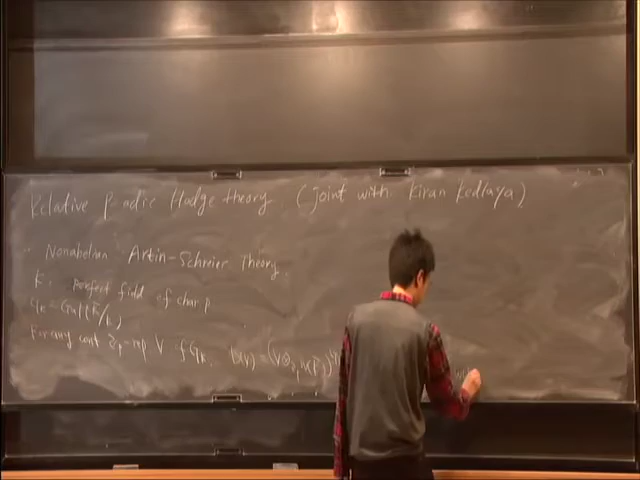 Relative p-adic Hodge theory. (joint with Kiran Kedlaya)
Nonabelian Artin-Schreier Theory.
K. perfect field of char p
G_K = Gal(K̄/K)
For any cont Z_p-rep V of G_K. D(V) = (V⊗_{Z_p}